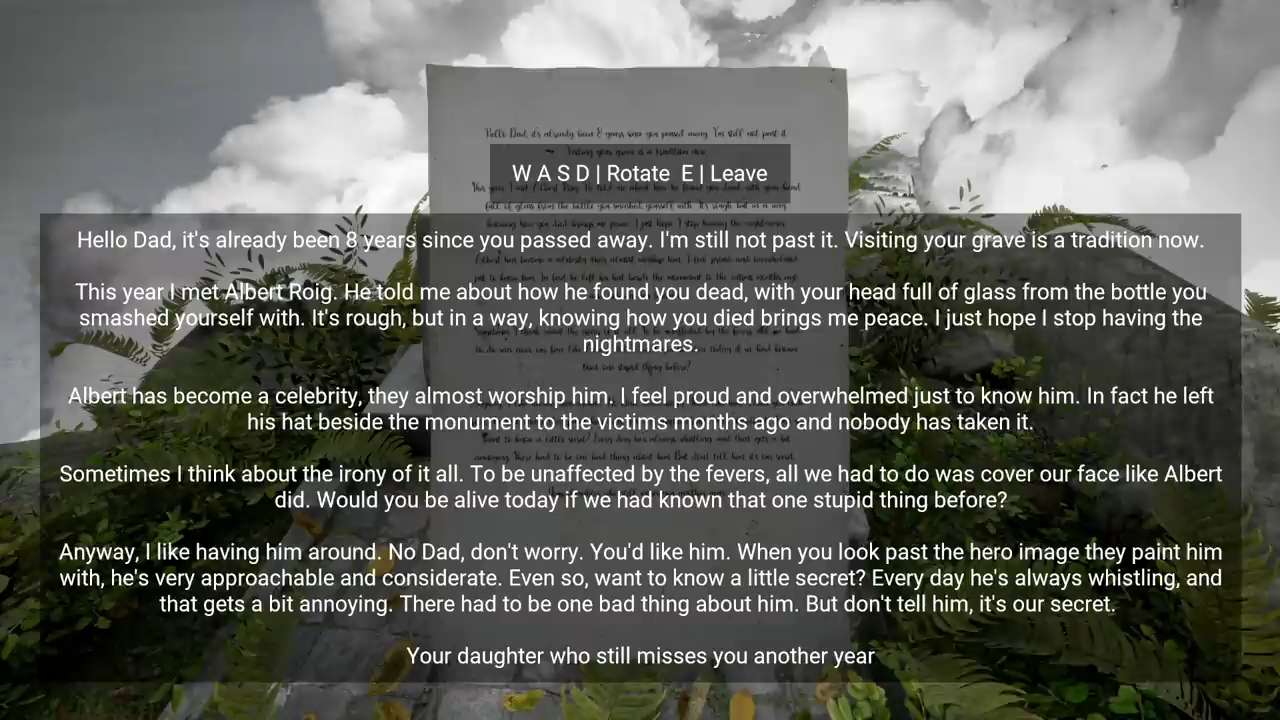 W A S D | Rotate E | Leave
Hello Dad, it's already been 8 years since you passed away. I'm still not past it. Visiting your grave is a tradition now.
This year I met Albert Roig. He told me about how he found you dead, with your head full of glass from the bottle you
smashed yourself with. It's rough, but in a way, knowing how you died brings me peace. I just hope I stop having the
nightmares.
Albert has become a celebrity, they almost worship him. I feel proud and overwhelmed just to know him. In fact he left
his hat beside the monument to the victims months ago and nobody has taken it.
Sometimes I think about the irony of it all. To be unaffected by the fevers, all we had to do was cover our face like Albert
did. Would you be alive today if we had known that one stupid thing before?
Anyway, I like having him around. No Dad, don't worry. You'd like him. When you look past the hero image they paint him
with, he's very approachable and considerate. Even so, want to know a little secret? Every day he's always whistling, and
that gets a bit annoying. There had to be one bad thing about him. But don't tell him, it's our secret.
Your daughter who still misses you another year